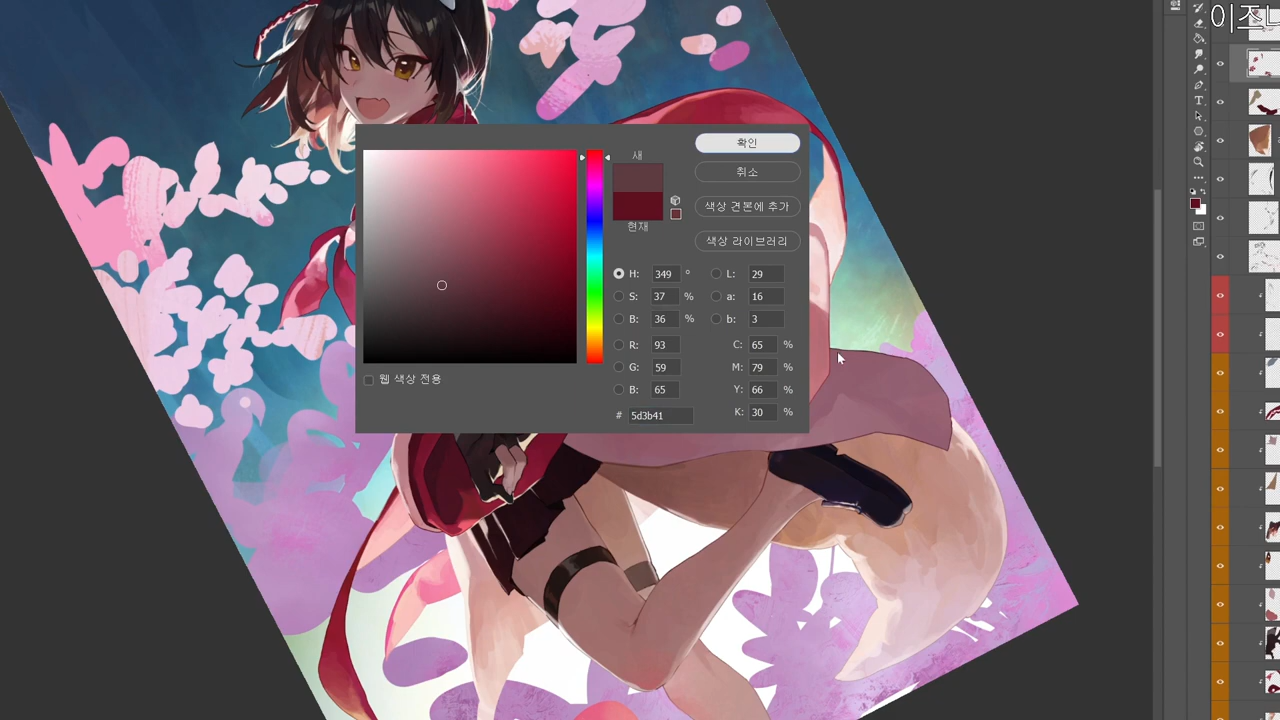 이즈나
확인
새
취소
색상 견본에 추가
현재
색상 라이브러리
H: 349 °
L: 29
S: 37 %
a: 16
B: 36 %
b: 3
R: 93
C: 65 %
G: 59
M: 79 %
B: 65
Y: 66 %
# 5d3b41
K: 30 %
웹 색상 전용